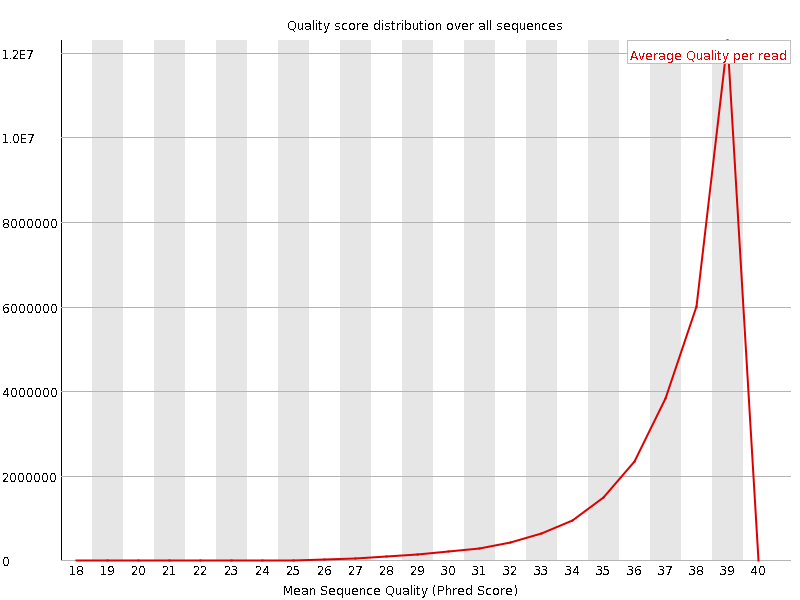 Quality score distribution over all sequences
1.2E7
Average Quality per read
1.0E7
8000000
6000000
4000000
2000000
0
18 19 20 21 22 23 24 25 26 27 28 29 30 31 32 33 34 35 36 37 38 39 40
Mean Sequence Quality (Phred Score)